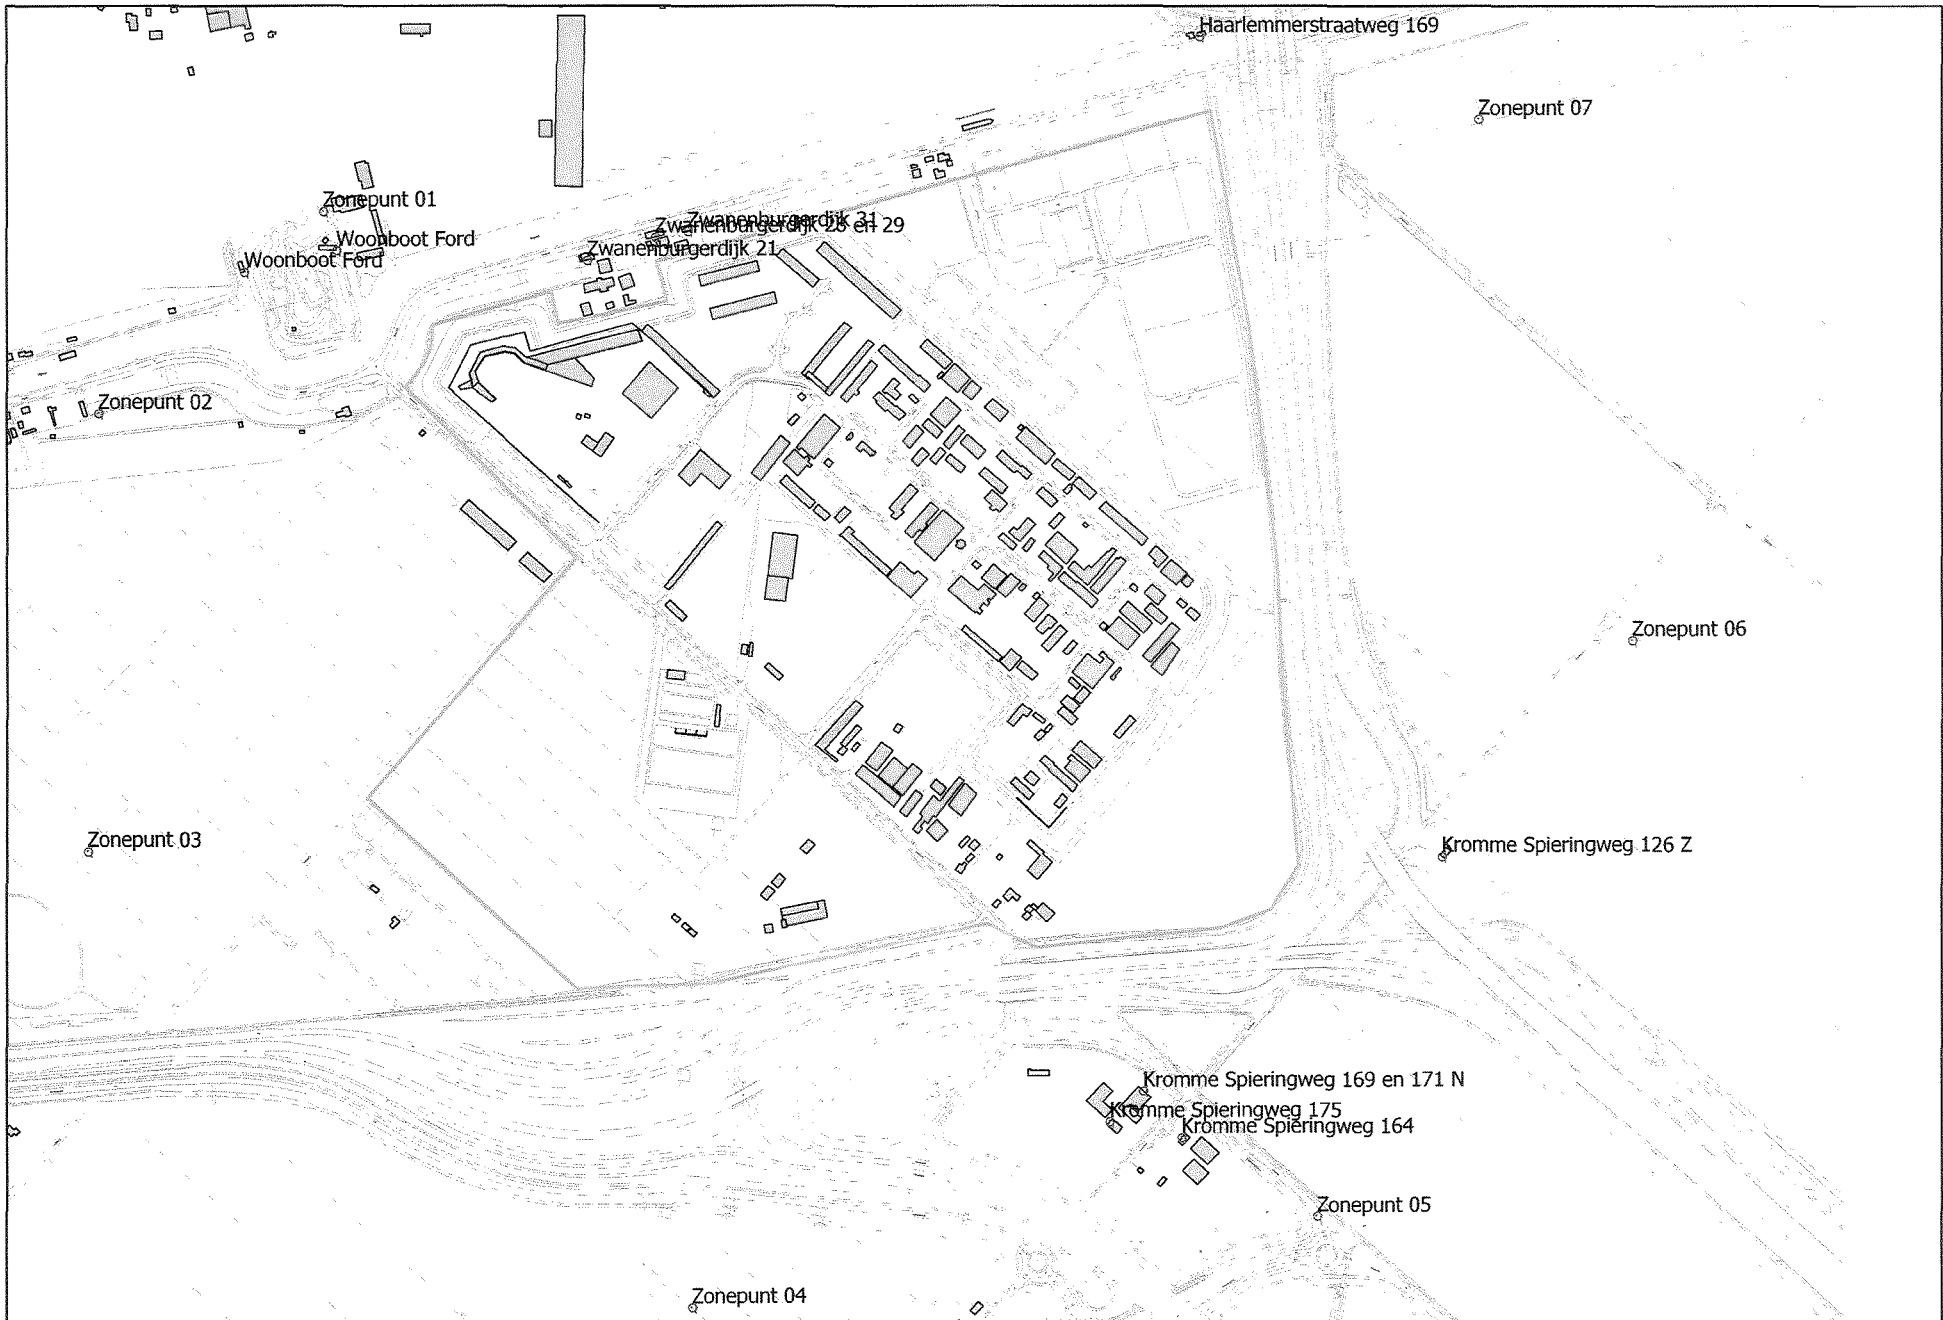 Haarlemmerstraatweg 169
Zonepunt 07
Zonepunt 01
Zwanenburgerdijk 31
Zwanenburgerdijk 28 en 29
Woonboot Ford
Zwanenburgerdijk 21
Woonboot Ford
Zonepunt 02
Zonepunt 06
Zonepunt 03
Kromme Spieringweg 126 Z
Kromme Spieringweg 169 en 171 N
Kromme Spieringweg 175
Kromme Spieringweg 164
Zonepunt 05
Zonepunt 04